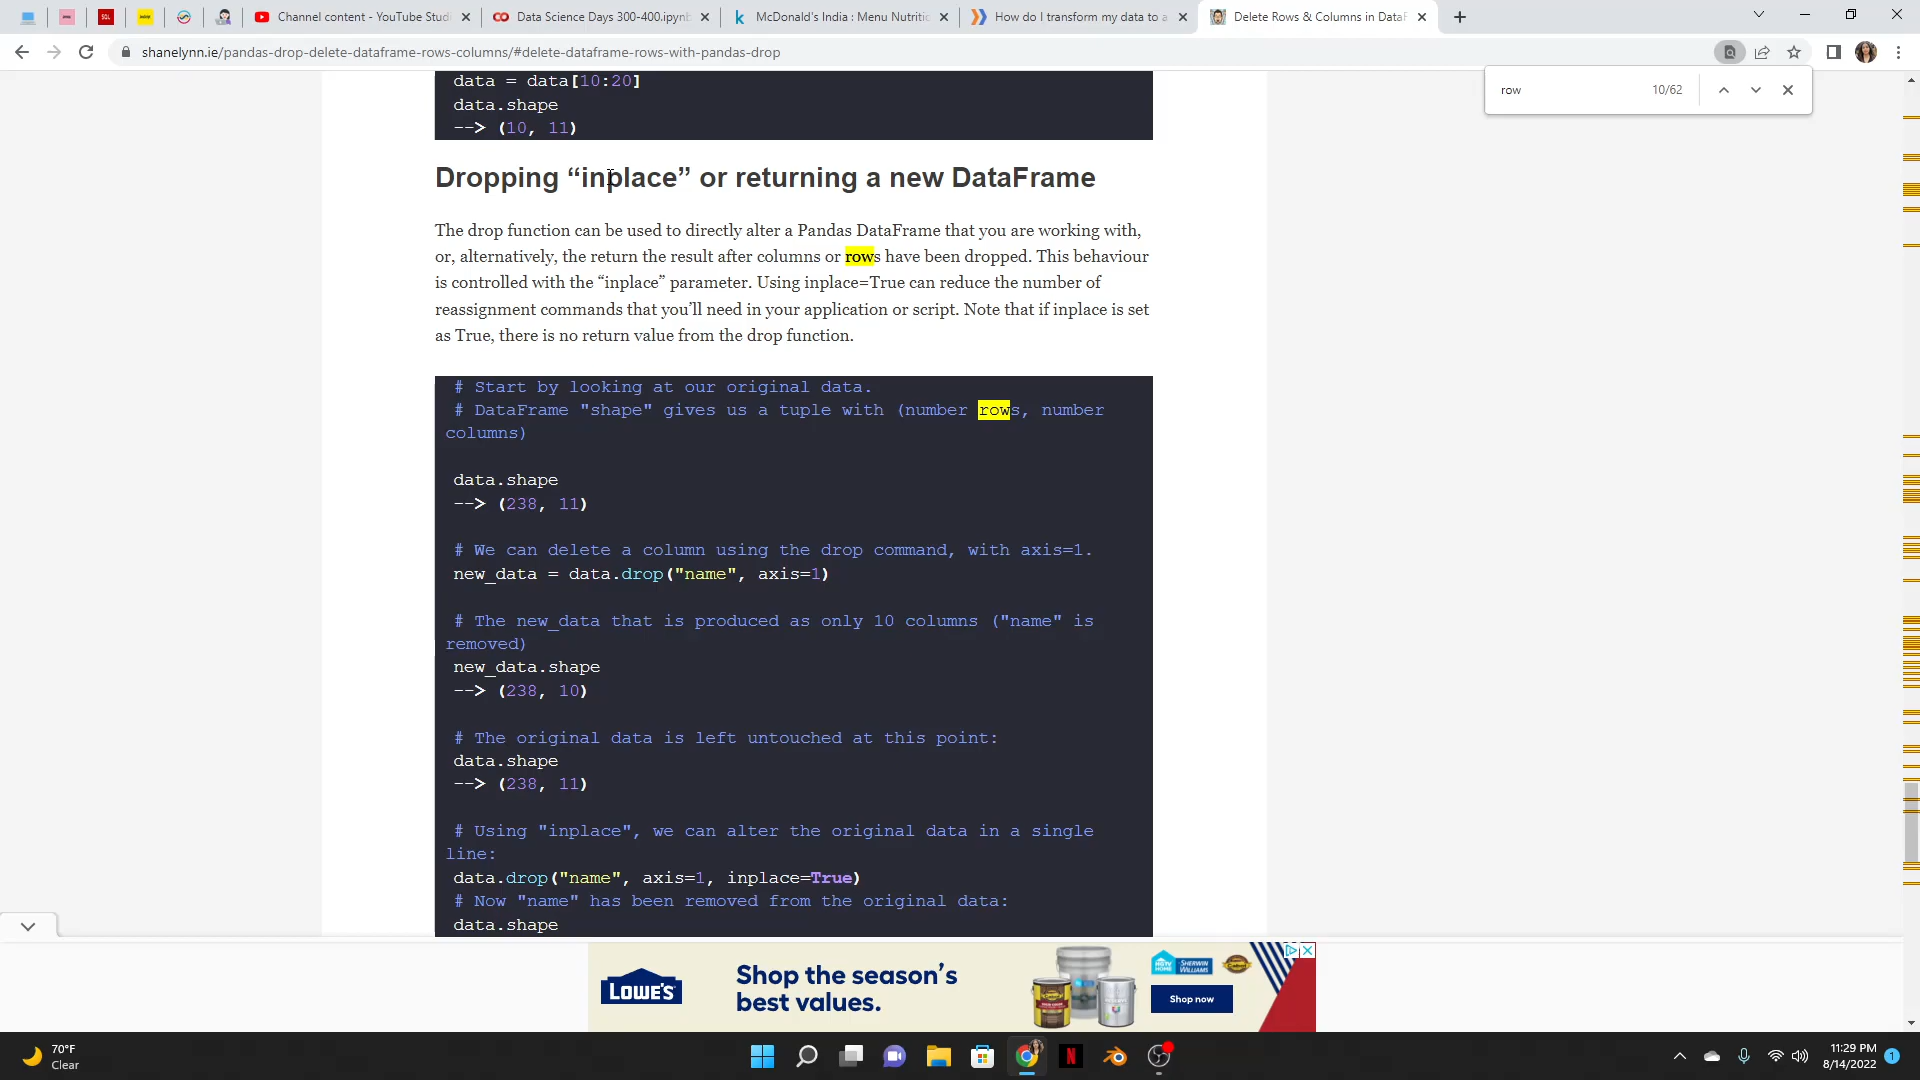 Channel content - YouTube Studi
Data Science Days 300-400.ipynb
McDonald's India : Menu Nutritic
How do I transform my data to a
Delete Rows & Columns in DataF
shanelynn.ie/pandas-drop-delete-dataframe-rows-columns/#delete-dataframe-rows-with-pandas-drop
row
10/62
data = data[10:20]
data.shape
--> (10, 11)
Dropping “inplace” or returning a new DataFrame
The drop function can be used to directly alter a Pandas DataFrame that you are working with,
or, alternatively, the return the result after columns or rows have been dropped. This behaviour
is controlled with the “inplace” parameter. Using inplace=True can reduce the number of
reassignment commands that you’ll need in your application or script. Note that if inplace is set
as True, there is no return value from the drop function.
# Start by looking at our original data.
# DataFrame "shape" gives us a tuple with (number rows, number
columns)
data.shape
--> (238, 11)
# We can delete a column using the drop command, with axis=1.
new_data = data.drop("name", axis=1)
# The new_data that is produced as only 10 columns ("name" is
removed)
new_data.shape
--> (238, 10)
# The original data is left untouched at this point:
data.shape
--> (238, 11)
# Using "inplace", we can alter the original data in a single
line:
data.drop("name", axis=1, inplace=True)
# Now "name" has been removed from the original data:
data.shape
LOWE'S
Shop the season’s
best values.
HGTV HOME
SHERWIN WILLIAMS
Shop now
70°F
Clear
11:29 PM
8/14/2022
1